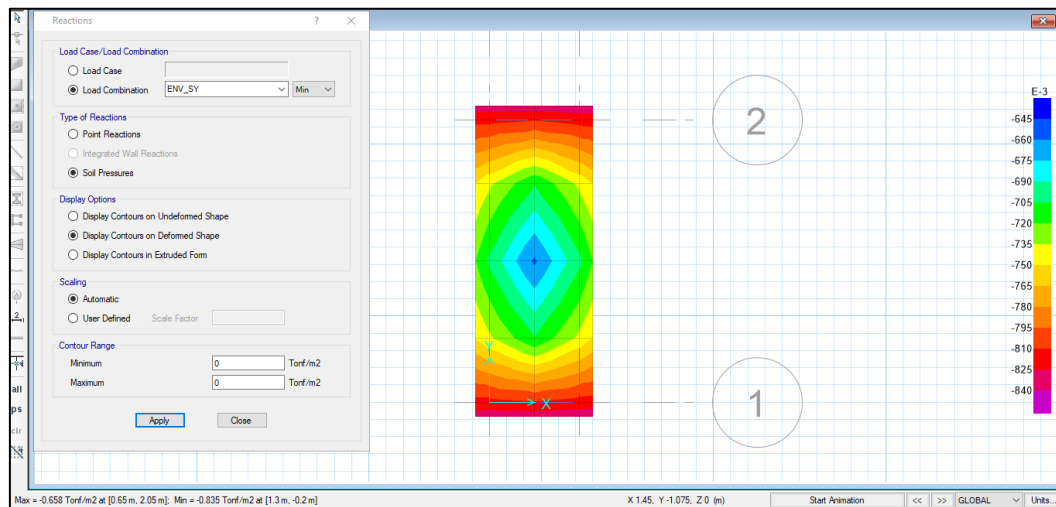 Reactions
? ×
Load Case/Load Combination
Load Case
Load Combination ENV_SY Min
Type of Reactions
Point Reactions
Integrated Wall Reactions
Soil Pressures
Display Options
Display Contours on Undeformed Shape
Display Contours on Deformed Shape
Display Contours in Extruded Form
Scaling
Automatic
User Defined Scale Factor
Contour Range
Minimum 0 Tonf/m2
Maximum 0 Tonf/m2
Apply Close
all
ps
clr
2
1
Y
X
E-3
-645
-660
-675
-690
-705
-720
-735
-750
-765
-780
-795
-810
-825
-840
Max = -0.658 Tonf/m2 at [0.65 m, 2.05 m]; Min = -0.835 Tonf/m2 at [1.3 m, -0.2 m] X 1.45, Y -1.075, Z 0 (m) Start Animation << >> GLOBAL Units...